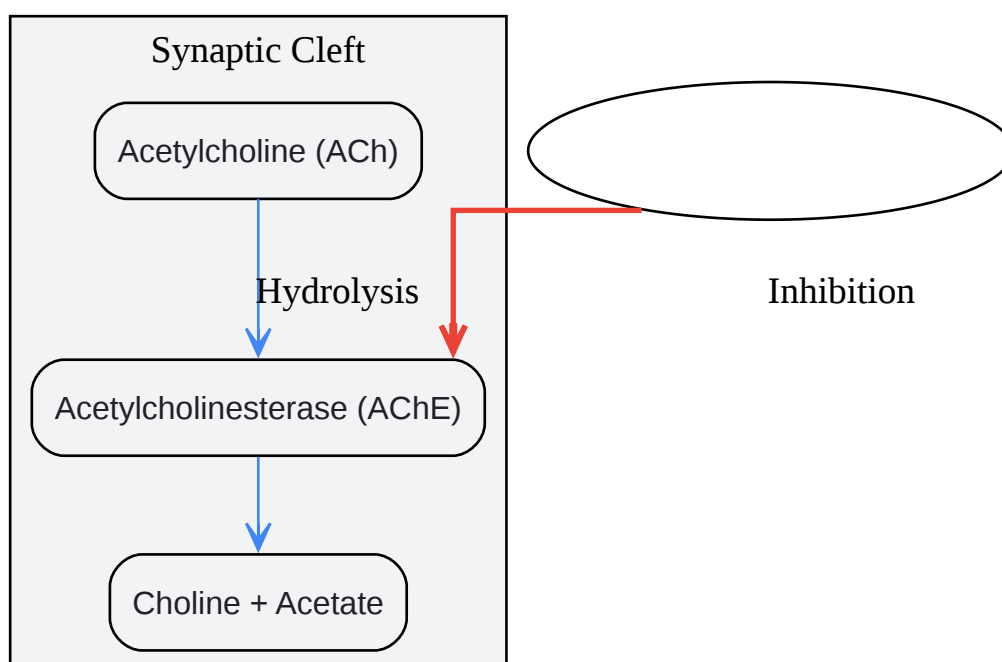 Synaptic Cleft
Acetylcholine (ACh)
Hydrolysis
Inhibition
Acetylcholinesterase (AChE)
Choline + Acetate